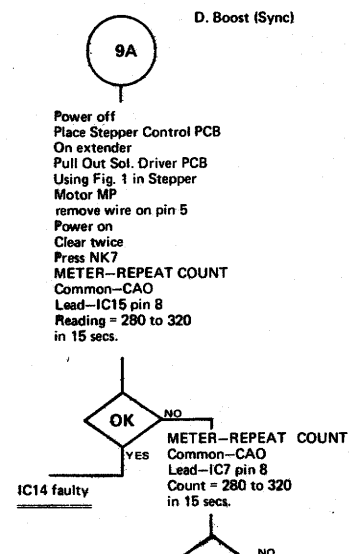 D. Boost (Sync)
9A
Power off
Place Stepper Control PCB
On extender
Pull Out Sol. Driver PCB
Using Fig. 1 in Stepper
Motor MP
remove wire on pin 5
Power on
Clear twice
Press NK7
METER—REPEAT COUNT
Common—CAO
Lead—IC15 pin 8
Reading = 280 to 320
in 15 secs.
OK
NO
YES
IC14 faulty
METER—REPEAT COUNT
Common—CAO
Lead—IC7 pin 8
Count = 280 to 320
in 15 secs.
NO